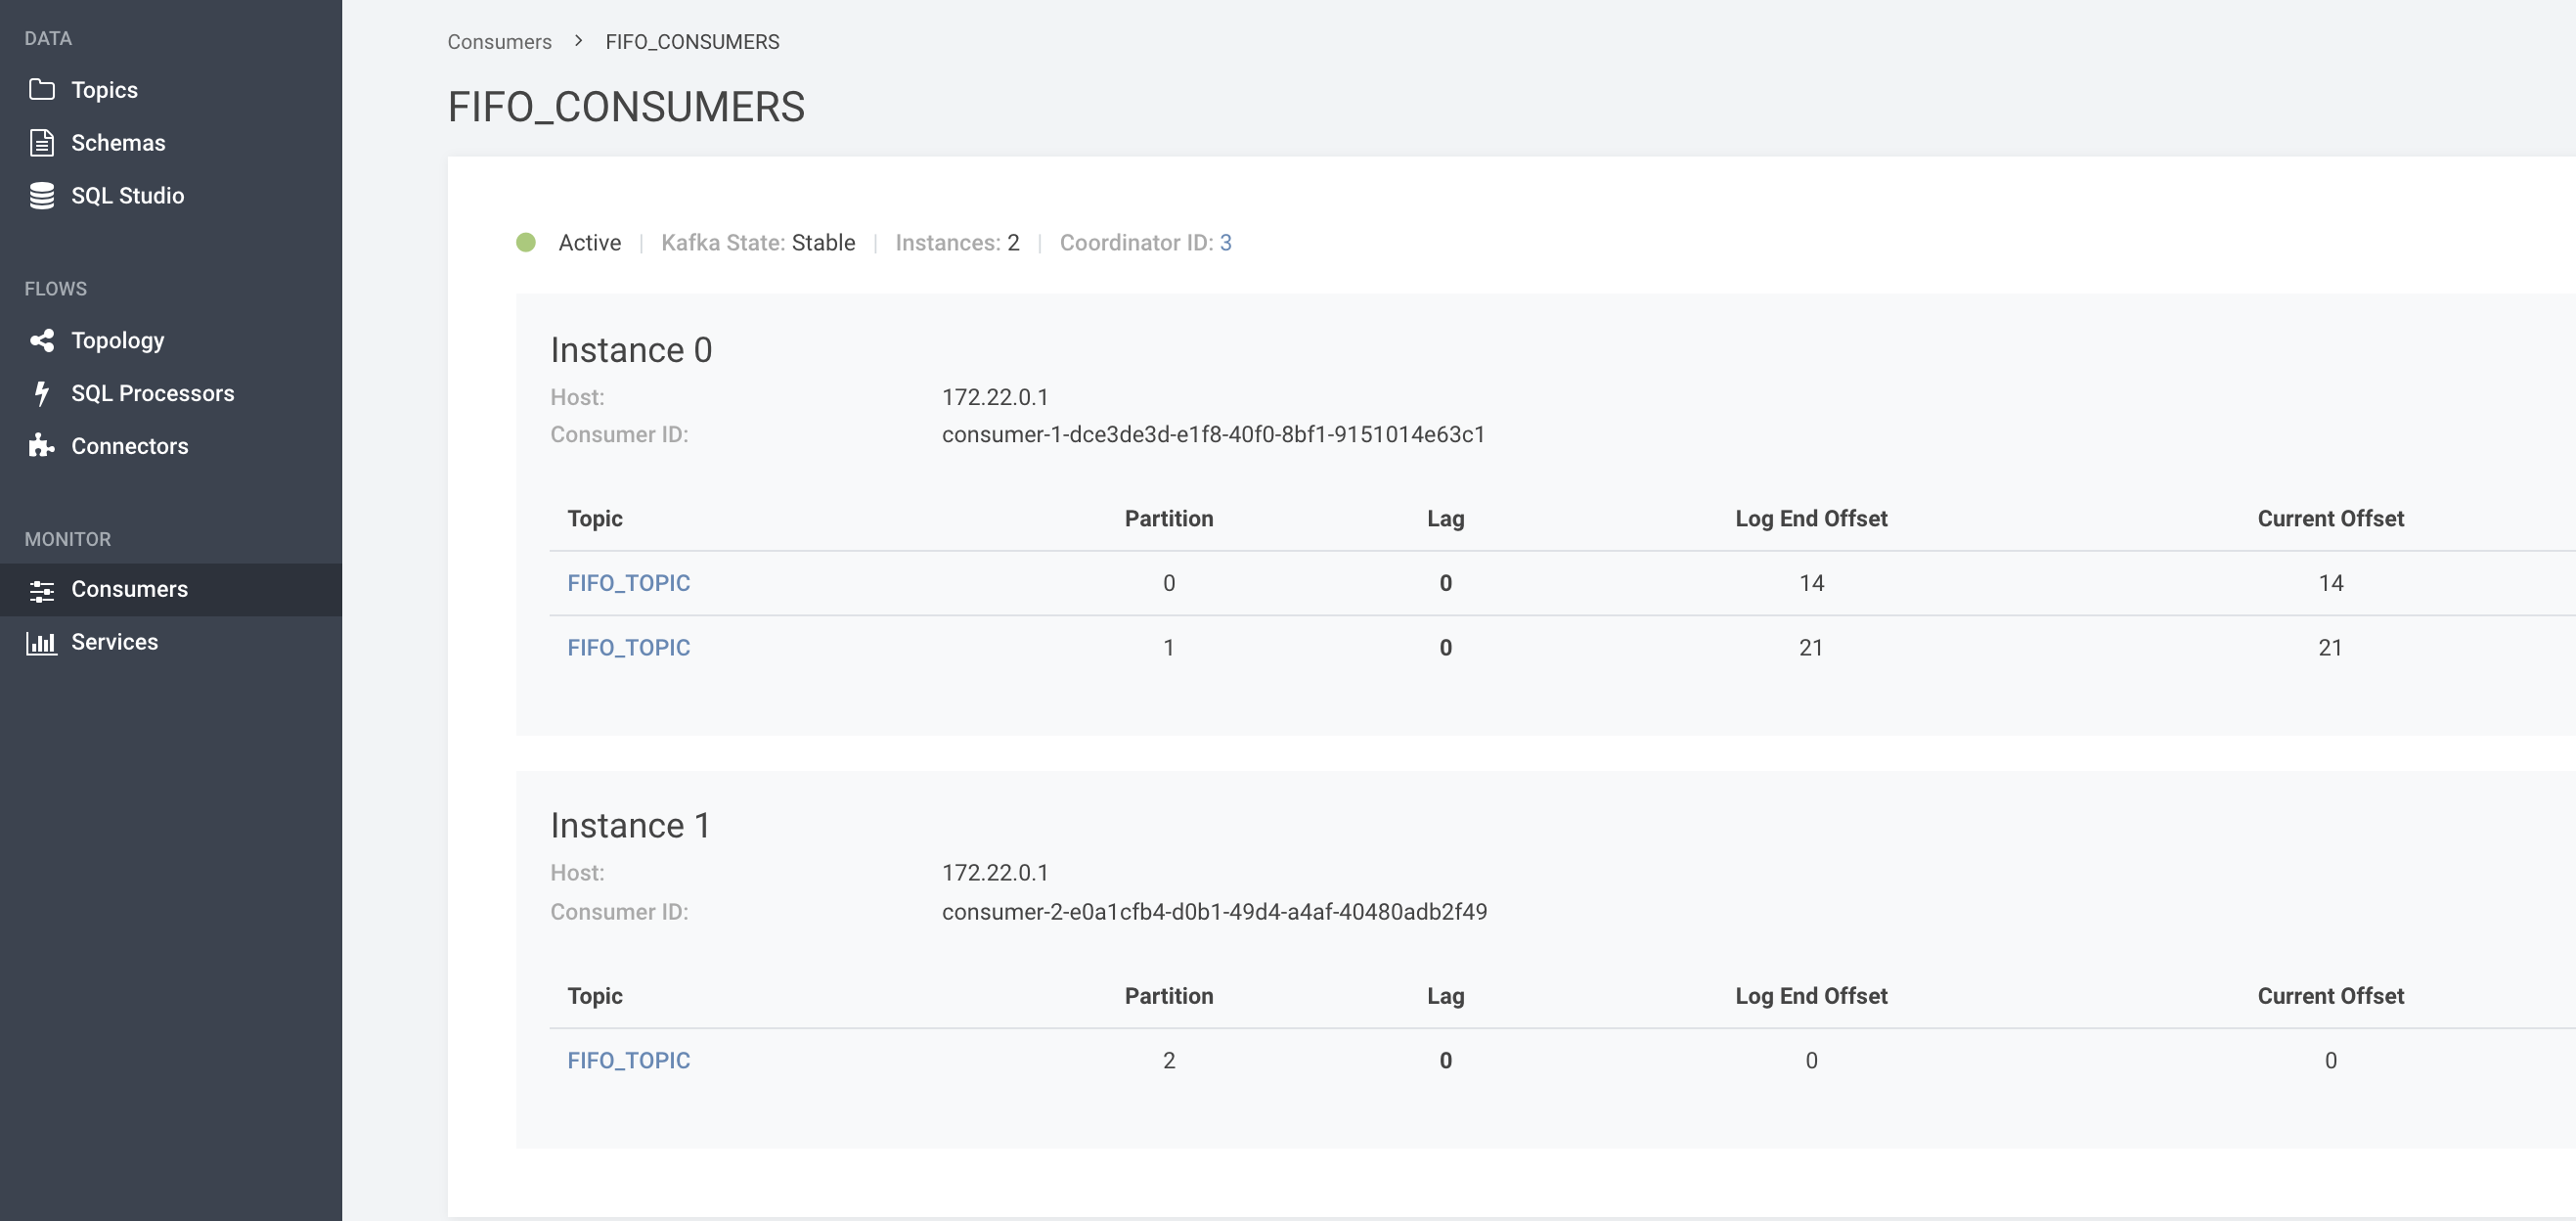 DATA
Topics
Schemas
SQL Studio
FLOWS
Topology
SQL Processors
Connectors
MONITOR
Consumers
Services
Consumers > FIFO_CONSUMERS
FIFO_CONSUMERS
Active | Kafka State: Stable | Instances: 2 | Coordinator ID: 3
Instance 0
Host: 172.22.0.1
Consumer ID: consumer-1-dce3de3d-e1f8-40f0-8bf1-9151014e63c1
Topic Partition Lag Log End Offset Current Offset
FIFO_TOPIC 0 0 14 14
FIFO_TOPIC 1 0 21 21
Instance 1
Host: 172.22.0.1
Consumer ID: consumer-2-e0a1cfb4-d0b1-49d4-a4af-40480adb2f49
Topic Partition Lag Log End Offset Current Offset
FIFO_TOPIC 2 0 0 0